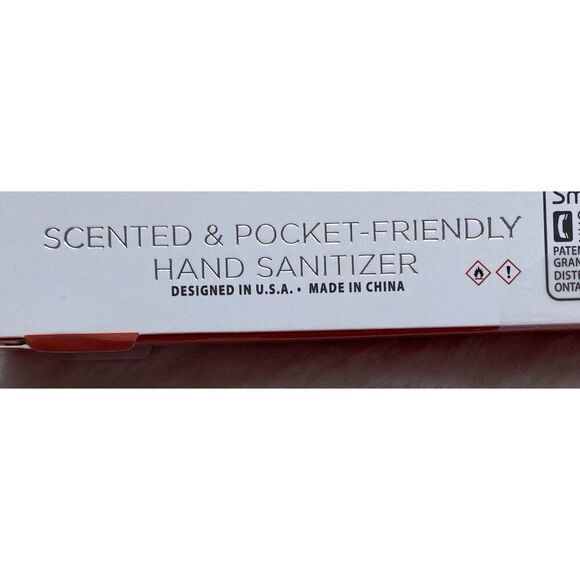 SCENTED & POCKET-FRIENDLY
HAND SANITIZER
DESIGNED IN U.S.A. • MADE IN CHINA